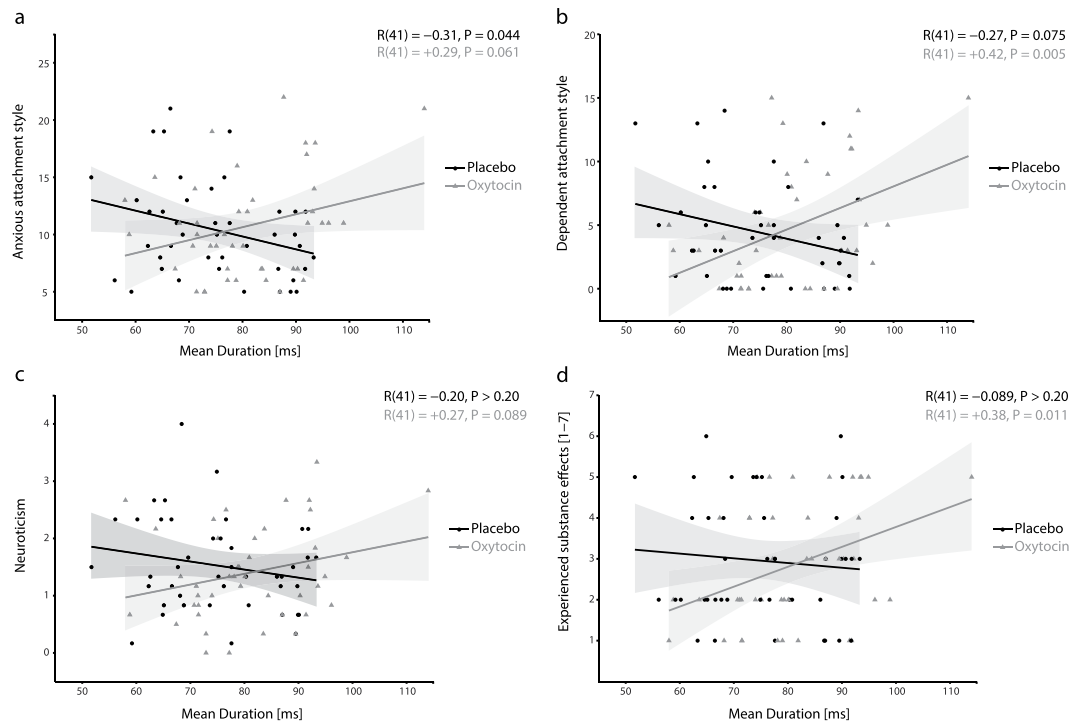 a
R(41) = −0.31, P = 0.044
R(41) = +0.29, P = 0.061
25
20
15
10
5
Anxious attachment style
Placebo
Oxytocin
50 60 70 80 90 100 110
Mean Duration [ms]
b
R(41) = −0.27, P = 0.075
R(41) = +0.42, P = 0.005
20
15
10
5
0
Dependent attachment style
Placebo
Oxytocin
50 60 70 80 90 100 110
Mean Duration [ms]
c
R(41) = −0.20, P > 0.20
R(41) = +0.27, P = 0.089
4
3
2
1
0
Neuroticism
Placebo
Oxytocin
50 60 70 80 90 100 110
Mean Duration [ms]
d
R(41) = −0.089, P > 0.20
R(41) = +0.38, P = 0.011
7
6
5
4
3
2
1
Experienced substance effects [1−7]
Placebo
Oxytocin
50 60 70 80 90 100 110
Mean Duration [ms]